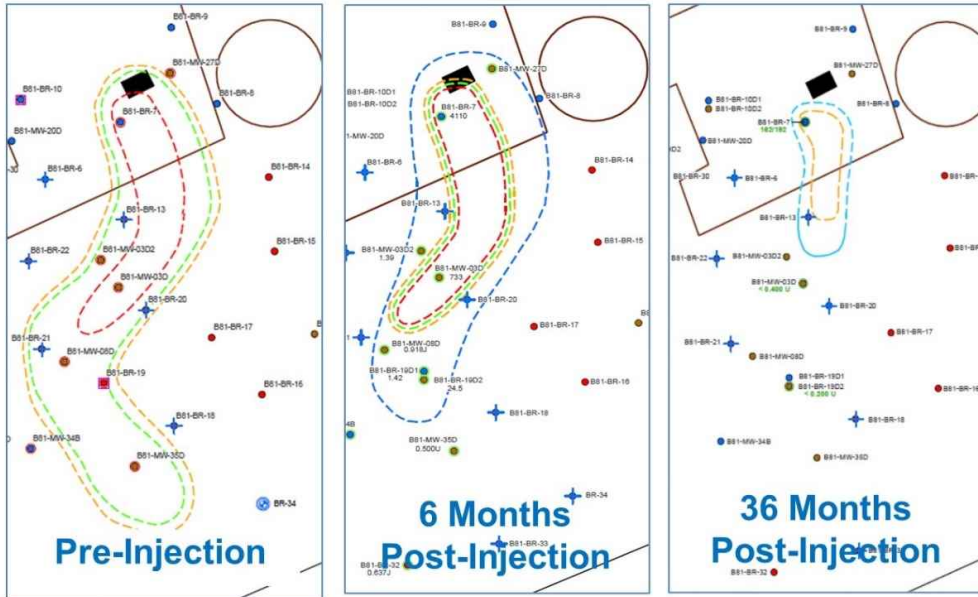 B81-BR-9
B81-MW-27D
B81-BR-10
B81-BR-8
B81-BR-7
B81-MW-20D
B81-BR-6
B81-BR-14
B81-BR-13
B81-BR-22
B81-MW-03D2
B81-BR-15
B81-MW-03D
B81-BR-20
B81-BR-21
B81-BR-17
B81-MW-08D
B81-BR-19
B81-BR-16
B81-BR-18
B81-MW-34B
B81-MW-35D
BR-34
Pre-Injection
B81-BR-9
B81-MW-27D
B81-BR-10D1
B81-BR-10D2
B81-BR-8
B81-BR-7
4110
1-MW-20D
B81-BR-6
B81-BR-14
B81-BR-13
B81-MW-03D2
1.39
B81-BR-15
B81-MW-03D
733
B81-BR-20
B81-BR-17
B81-MW-08D
0.918J
B81-BR-19D1
1.42
B81-BR-19D2
24.5
B81-BR-16
B81-BR-18
4B
B81-MW-35D
0.500U
BR-34
6 Months
Post-Injection
B81-BR-33
B81-BR-32
0.637J
B81-BR-9
B81-MW-27D
B81-BR-10D1
B81-BR-10D2
B81-BR-8
B81-BR-7
162/162
B81-MW-20D
D2
B81-BR-30
B81-BR-6
B81-BR-13
B81-BR-22
B81-MW-03D2
B81-MW-03D
< 0.400 U
B81-BR-20
B81-BR-21
B81-BR-17
B81-MW-08D
B81-BR-19D1
B81-BR-19D2
< 0.200 U
B81-BR-18
B81-MW-34B
B81-MW-35D
36 Months
Post-Injection
B81-BR-32